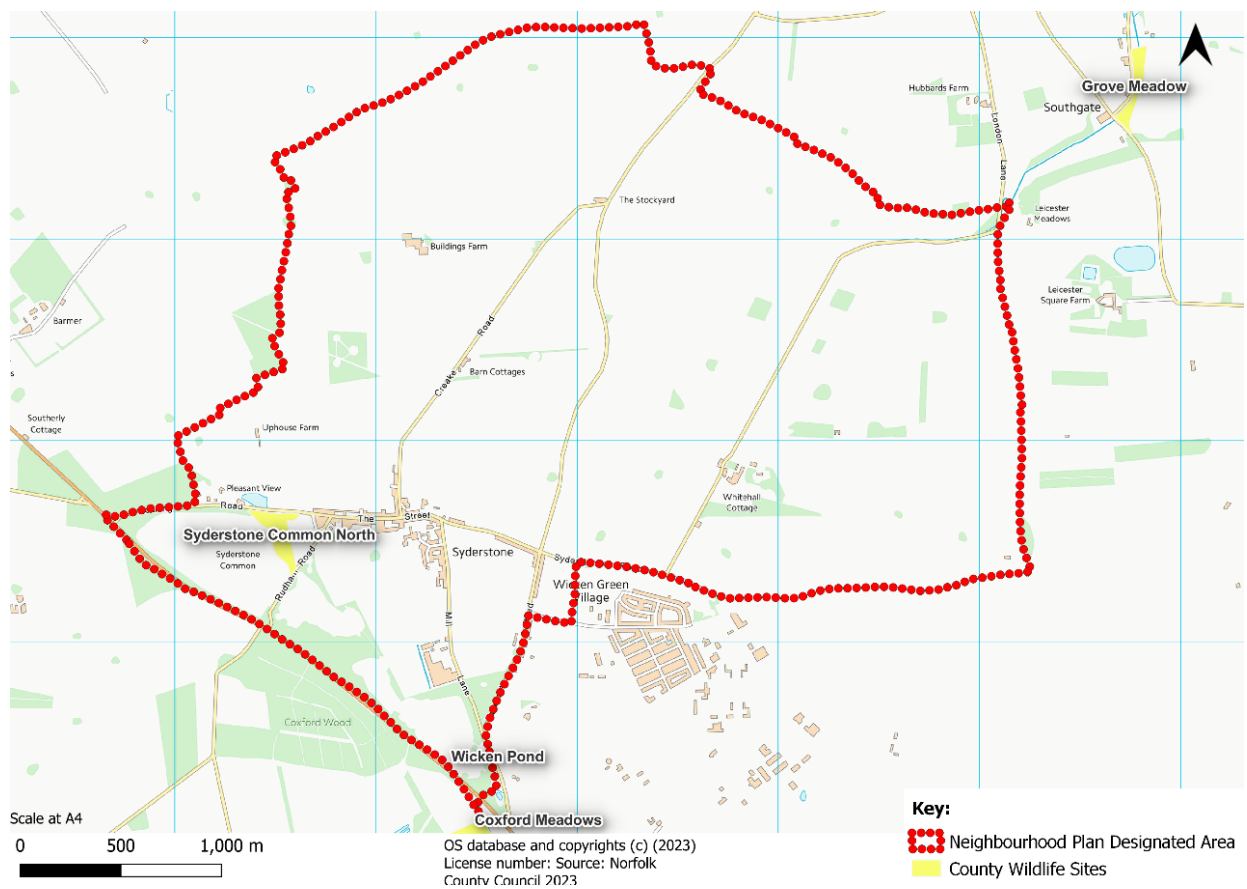 Grove Meadow
Hubbards Farm
Southgate
London
Lane
The Stockyard
Leicester
Meadows
Buildings Farm
Leicester
Square Farm
Barmer
Creake
Road
Barn Cottages
Southerly
Cottage
Uphouse Farm
Pleasant View
Whitehall
Cottage
Road
The
Street
Syderstone Common North
Syderstone
Common
Syderstone
Rudham
Road
Wicken Green
Village
Mill
Lane
Coxford Wood
Wicken Pond
Coxford Meadows
Scale at A4
0 500 1,000 m
OS database and copyrights (c) (2023)
License number: Source: Norfolk
County Council 2023
Key:
Neighbourhood Plan Designated Area
County Wildlife Sites